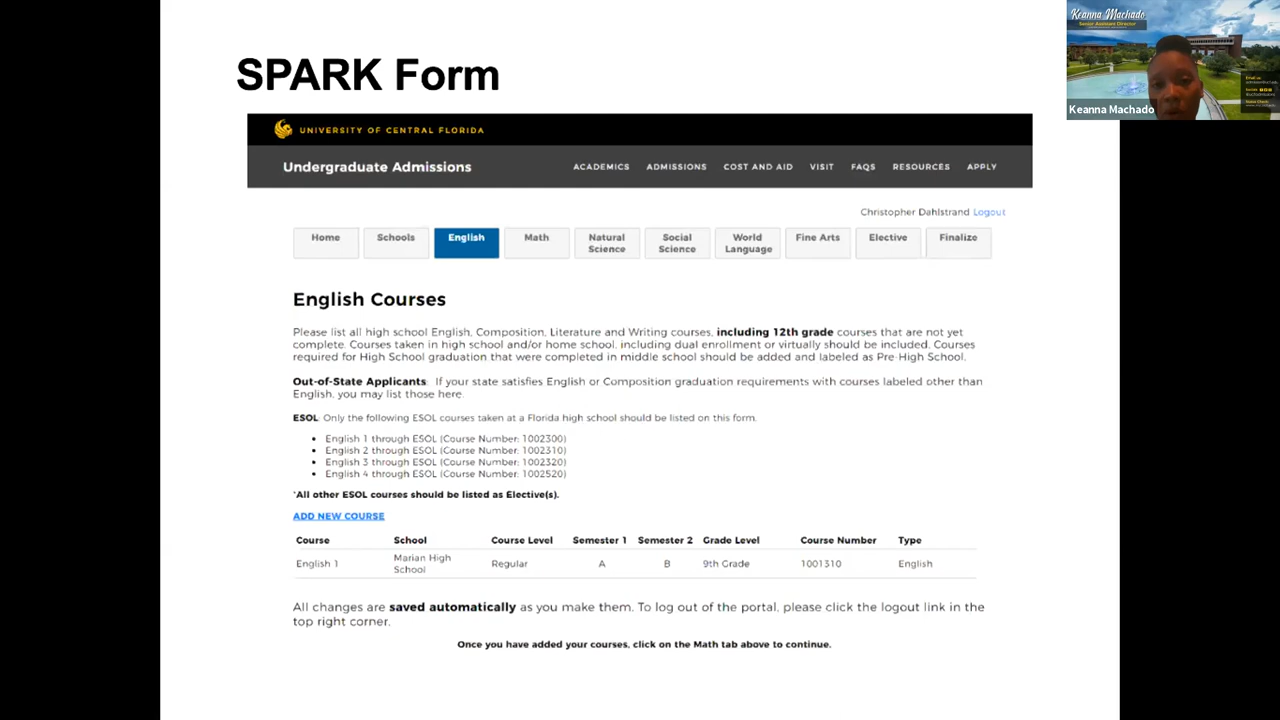 SPARK Form
Keanna Machado
Senior Assistant Director
Keanna Machado
UNIVERSITY OF CENTRAL FLORIDA
Undergraduate Admissions
ACADEMICS ADMISSIONS COST AND AID VISIT FAQS RESOURCES APPLY
Christopher Dahlstrand Logout
Home Schools English Math Natural Science Social Science World Language Fine Arts Elective Finalize
English Courses
Please list all high school English, Composition, Literature and Writing courses, including 12th grade courses that are not yet
complete. Courses taken in high school and/or home school, including dual enrollment or virtually should be included. Courses
required for High School graduation that were completed in middle school should be added and labeled as Pre-High School.
Out-of-State Applicants: If your state satisfies English or Composition graduation requirements with courses labeled other than
English, you may list those here.
ESOL: Only the following ESOL courses taken at a Florida high school should be listed on this form.
• English 1 through ESOL (Course Number: 1002300)
• English 2 through ESOL (Course Number: 1002310)
• English 3 through ESOL (Course Number: 1002320)
• English 4 through ESOL (Course Number: 1002520)
*All other ESOL courses should be listed as Elective(s).
ADD NEW COURSE
Course School Course Level Semester 1 Semester 2 Grade Level Course Number Type
English 1 Marian High School Regular A B 9th Grade 1001310 English
All changes are saved automatically as you make them. To log out of the portal, please click the logout link in the
top right corner.
Once you have added your courses, click on the Math tab above to continue.